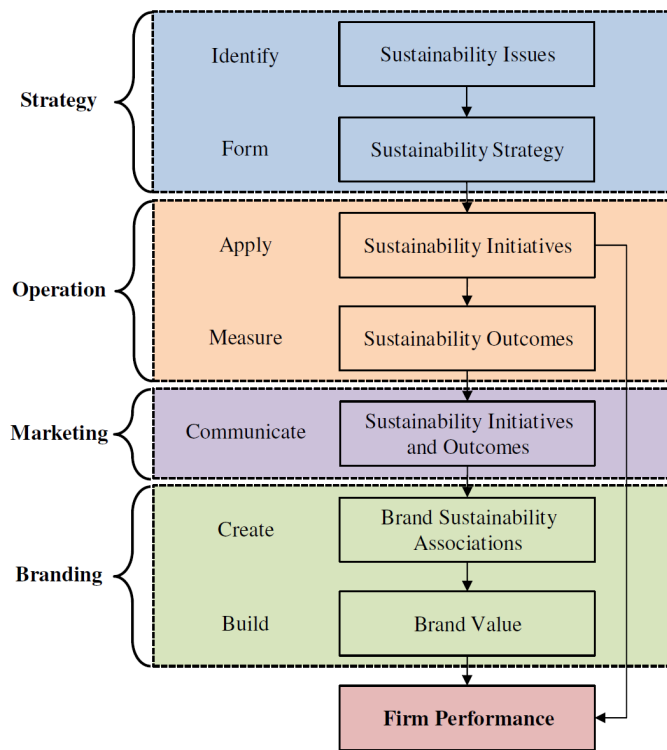 Identify
Sustainability Issues
Strategy
Form
Sustainability Strategy
Apply
Sustainability Initiatives
Operation
Measure
Sustainability Outcomes
Marketing
Communicate
Sustainability Initiatives
and Outcomes
Create
Brand Sustainability
Associations
Branding
Build
Brand Value
Firm Performance